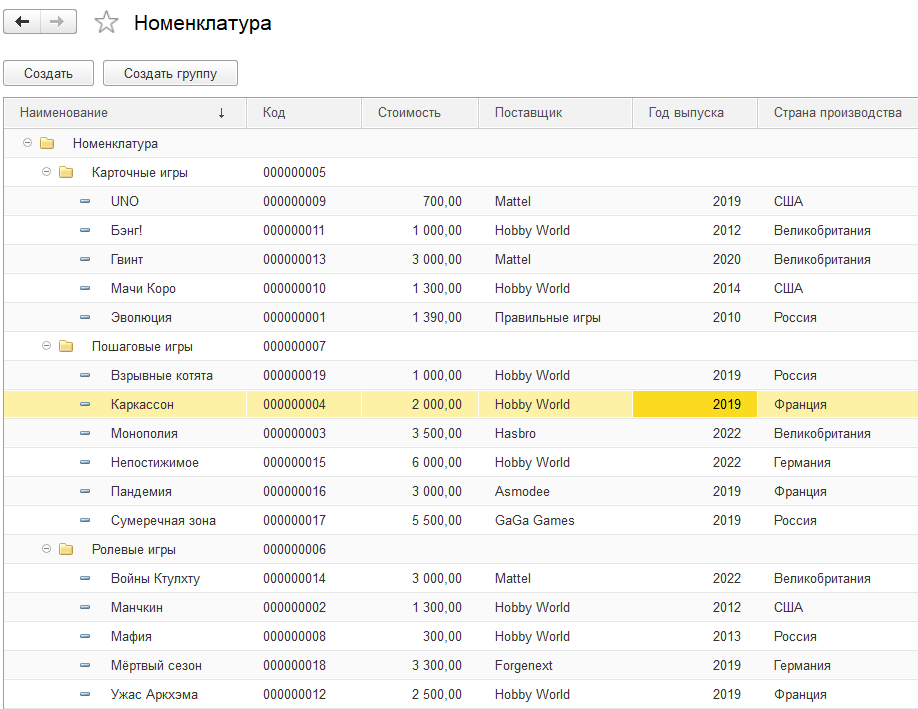 Номенклатура
Создать Создать группу
Наименование ↓ Код Стоимость Поставщик Год выпуска Страна производства
Номенклатура
Карточные игры 000000005
UNO 000000009 700,00 Mattel 2019 США
Бэнг! 000000011 1 000,00 Hobby World 2012 Великобритания
Гвинт 000000013 3 000,00 Mattel 2020 Великобритания
Мачи Коро 000000010 1 300,00 Hobby World 2014 США
Эволюция 000000001 1 390,00 Правильные игры 2010 Россия
Пошаговые игры 000000007
Взрывные котята 000000019 1 000,00 Hobby World 2019 Россия
Каркассон 000000004 2 000,00 Hobby World 2019 Франция
Монополия 000000003 3 500,00 Hasbro 2022 Великобритания
Непостижимое 000000015 6 000,00 Hobby World 2022 Германия
Пандемия 000000016 3 000,00 Asmodee 2019 Франция
Сумеречная зона 000000017 5 500,00 GaGa Games 2019 Россия
Ролевые игры 000000006
Войны Ктулхту 000000014 3 000,00 Mattel 2022 Великобритания
Манчкин 000000002 1 300,00 Hobby World 2012 США
Мафия 000000008 300,00 Hobby World 2013 Россия
Мёртвый сезон 000000018 3 300,00 Forgenext 2019 Германия
Ужас Аркхэма 000000012 2 500,00 Hobby World 2019 Франция